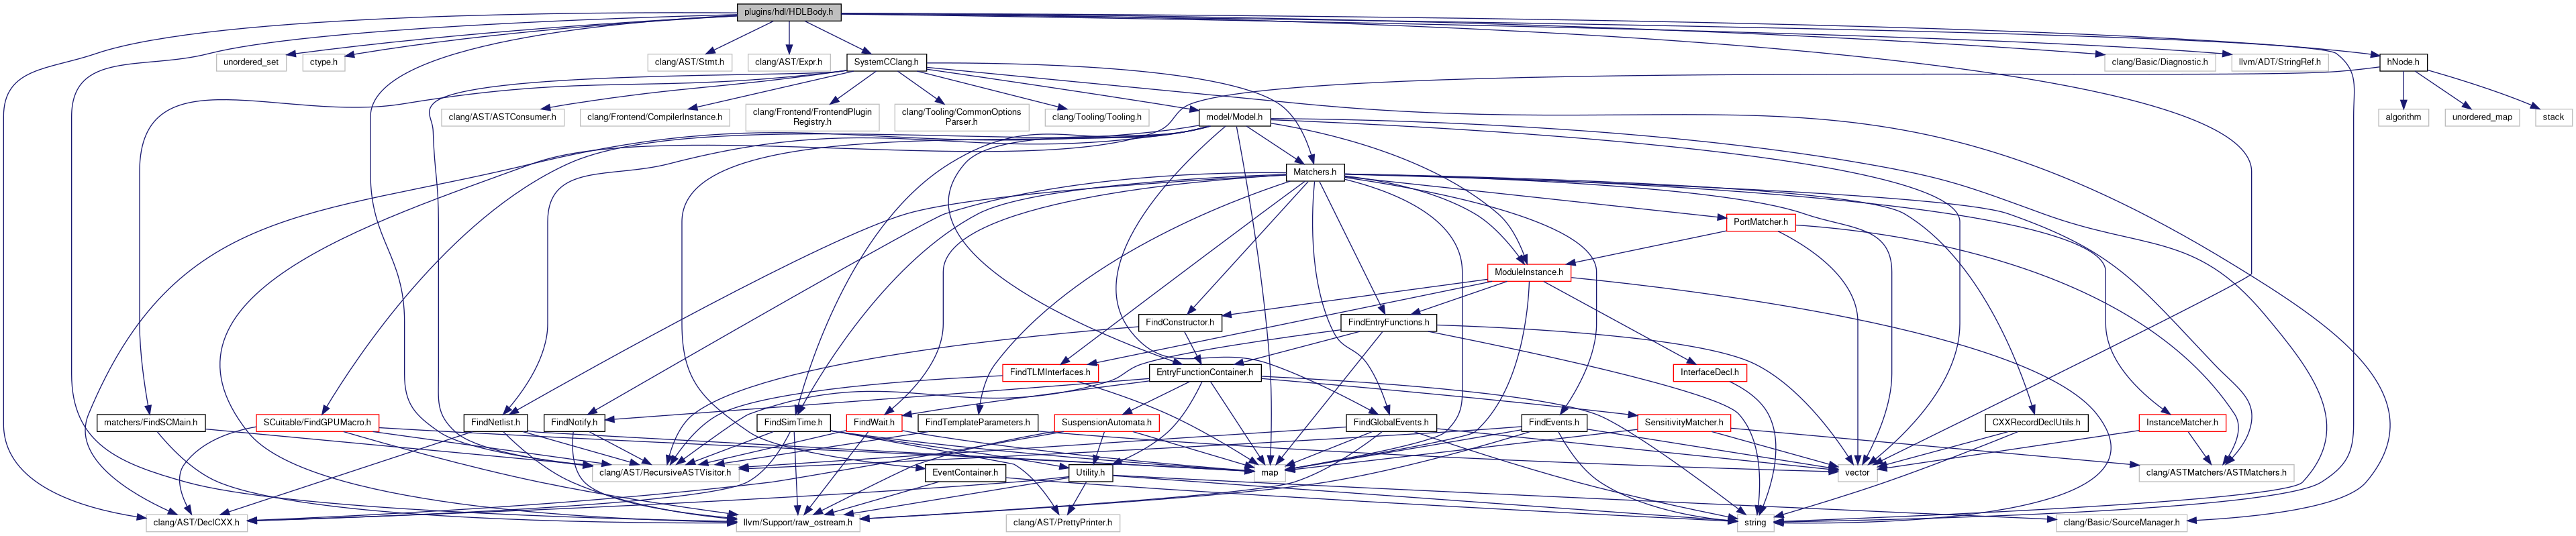 plugins/hdl/HDLBody.h
unordered_set
ctype.h
clang/AST/Stmt.h
clang/AST/Expr.h
SystemCClang.h
clang/Basic/Diagnostic.h
llvm/ADT/StringRef.h
hNode.h
clang/AST/ASTConsumer.h
clang/Frontend/CompilerInstance.h
clang/Frontend/FrontendPlugin
Registry.h
clang/Tooling/CommonOptions
Parser.h
clang/Tooling/Tooling.h
model/Model.h
algorithm
unordered_map
stack
Matchers.h
PortMatcher.h
ModuleInstance.h
FindConstructor.h
FindEntryFunctions.h
FindTLMInterfaces.h
EntryFunctionContainer.h
InterfaceDecl.h
matchers/FindSCMain.h
SCuitable/FindGPUMacro.h
FindNetlist.h
FindNotify.h
FindSimTime.h
FindWait.h
FindTemplateParameters.h
SuspensionAutomata.h
FindGlobalEvents.h
FindEvents.h
SensitivityMatcher.h
CXXRecordDeclUtils.h
InstanceMatcher.h
clang/AST/RecursiveASTVisitor.h
EventContainer.h
Utility.h
map
vector
clang/ASTMatchers/ASTMatchers.h
clang/AST/DeclCXX.h
llvm/Support/raw_ostream.h
clang/AST/PrettyPrinter.h
string
clang/Basic/SourceManager.h